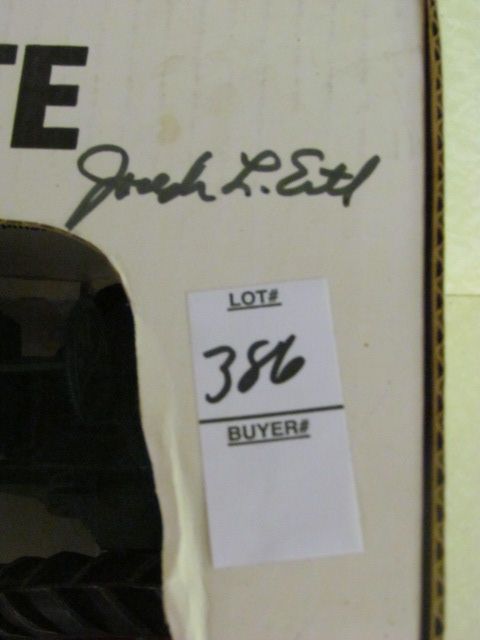 TE
Joseph L. Ertl
LOT#
386
BUYER#